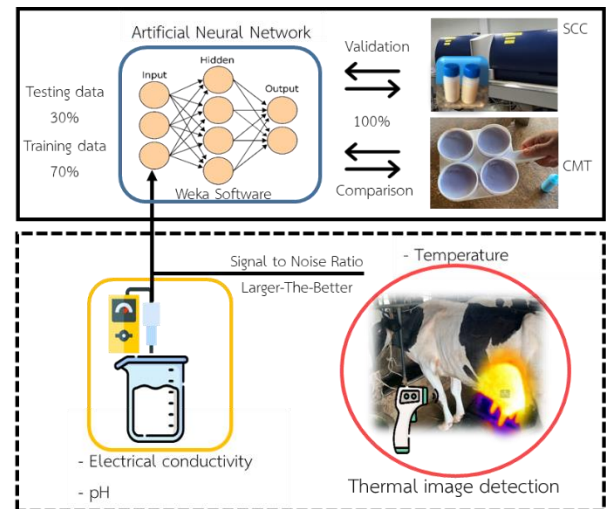 Artificial Neural Network
Input
Hidden
Output
Testing data
30%
Training data
70%
Weka Software
Validation
100%
Comparison
SCC
CMT
Signal to Noise Ratio
Larger-The-Better
- Temperature
- Electrical conductivity
- pH
Thermal image detection